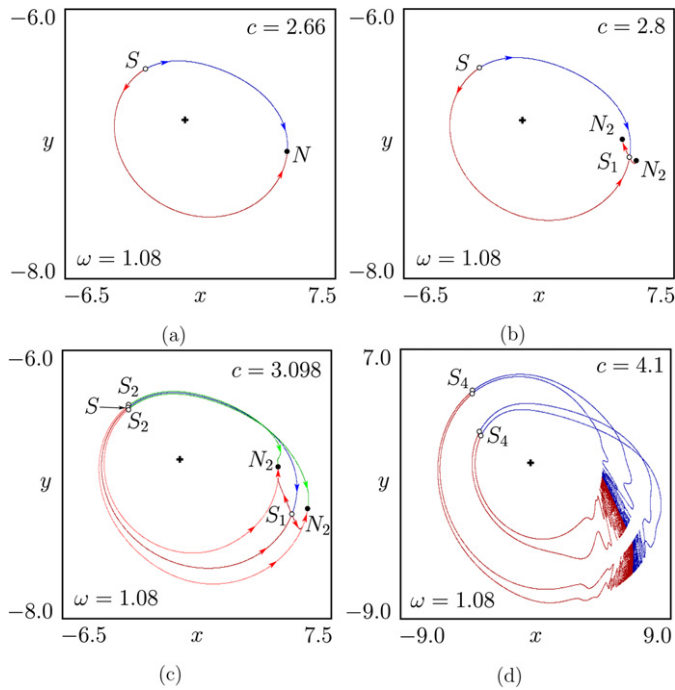 −6.0 c = 2.66
S
y
N
ω = 1.08
−8.0
−6.5 x 7.5
(a)
−6.0 c = 2.8
S
N₂
y
S₁ N₂
ω = 1.08
−8.0
−6.5 x 7.5
(b)
−6.0 c = 3.098
S₂
S
S₂
N₂
y
S₁ N₂
ω = 1.08
−8.0
−6.5 x 7.5
(c)
7.0 c = 4.1
S₄
S₄
y
ω = 1.08
−9.0
−9.0 x 9.0
(d)